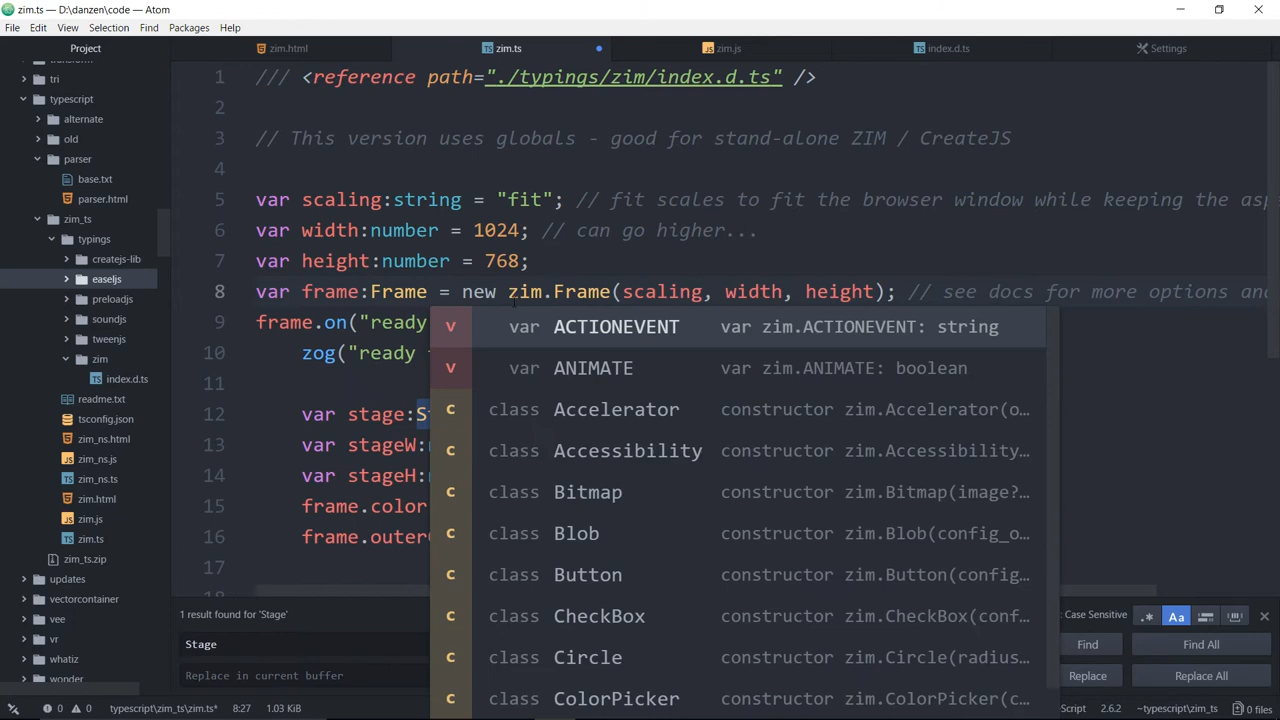 zim.ts — D:\danzen\code — Atom
File Edit View Selection Find Packages Help
Project
zim.html
zim.ts
zim.js
index.d.ts
Settings
tri
typescript
alternate
old
parser
base.txt
parser.html
zim_ts
typings
createjs-lib
easeljs
preloadjs
soundjs
tweenjs
zim
index.d.ts
readme.txt
tsconfig.json
zim_ns.html
zim_ns.js
zim_ns.ts
zim.html
zim.js
zim.ts
zim_ts.zip
updates
vectorcontainer
vee
vr
whatiz
wonder
1 /// <reference path="./typings/zim/index.d.ts" />
2
3 // This version uses globals - good for stand-alone ZIM / CreateJS
4
5 var scaling:string = "fit"; // fit scales to fit the browser window while keeping the asp
6 var width:number = 1024; // can go higher...
7 var height:number = 768;
8 var frame:Frame = new zim.Frame(scaling, width, height); // see docs for more options and
9 frame.on("ready
10 zog("ready
11
12 var stage:S
13 var stageW:
14 var stageH:
15 frame.color
16 frame.outer
17
v var ACTIONEVENT var zim.ACTIONEVENT: string
v var ANIMATE var zim.ANIMATE: boolean
c class Accelerator constructor zim.Accelerator(o…
c class Accessibility constructor zim.Accessibility…
c class Bitmap constructor zim.Bitmap(image?…
c class Blob constructor zim.Blob(config_o…
c class Button constructor zim.Button(config…
c class CheckBox constructor zim.CheckBox(conf…
c class Circle constructor zim.Circle(radius…
c class ColorPicker constructor zim.ColorPicker(c…
1 result found for 'Stage'
: Case Sensitive
.*
Aa
Stage
Find
Find All
Replace in current buffer
Replace
Replace All
0
0
typescript\zim_ts\zim.ts*
8:27
1.03 KiB
Script
2.6.2
~typescript\zim_ts
0 files